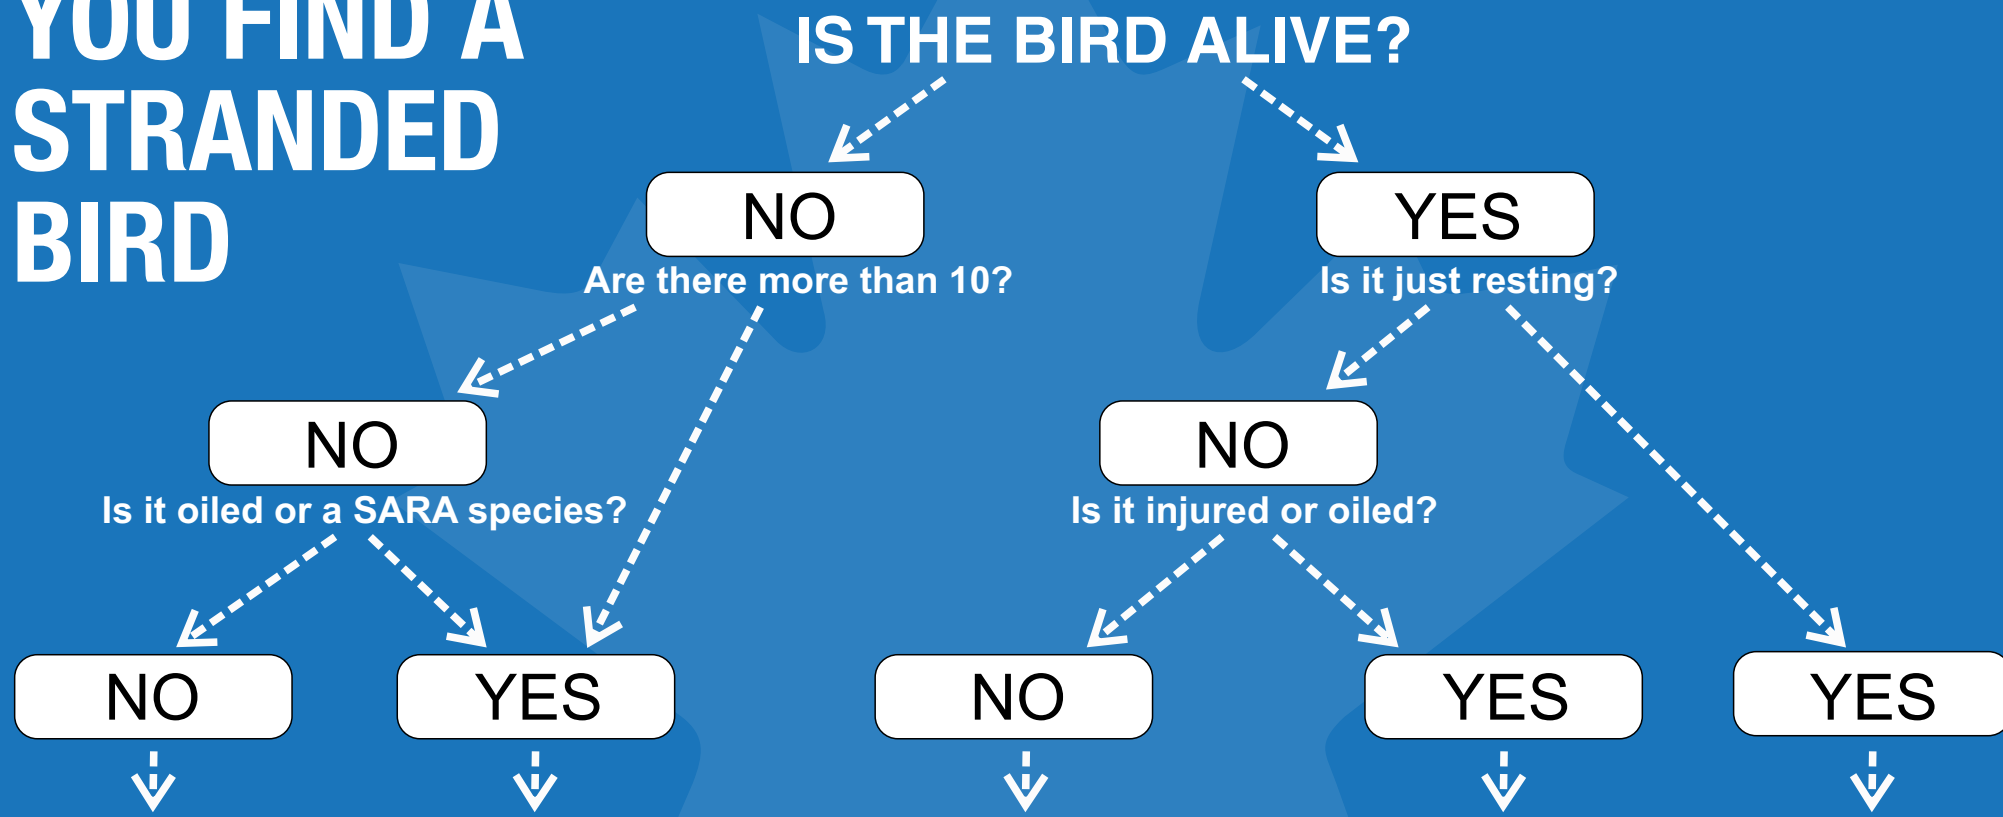 YOU FIND A
STRANDED
BIRD
IS THE BIRD ALIVE?
NO
YES
Are there more than 10?
Is it just resting?
NO
NO
Is it oiled or a SARA species?
Is it injured or oiled?
NO
YES
NO
YES
YES